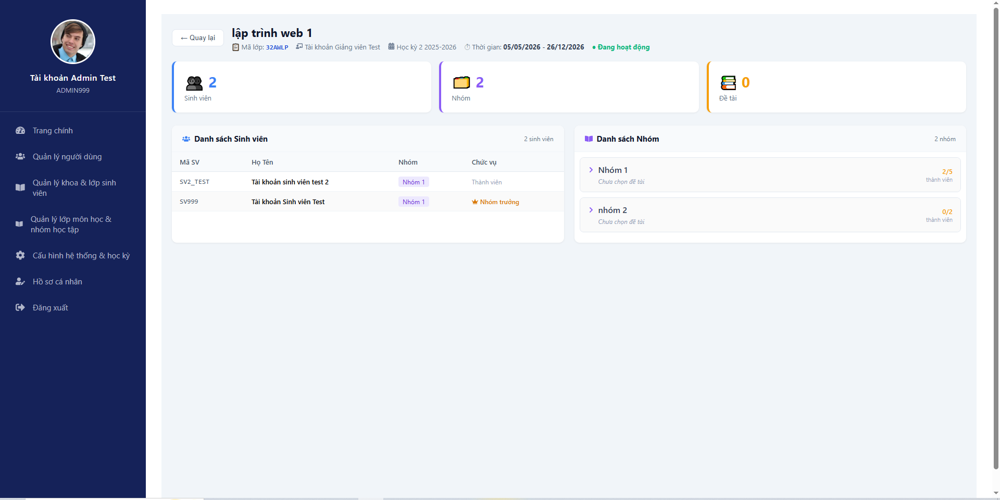 Tài khoản Admin Test
ADMIN999
Trang chính
Quản lý người dùng
Quản lý khoa & lớp sinh
viên
Quản lý lớp môn học &
nhóm học tập
Cấu hình hệ thống & học kỳ
Hồ sơ cá nhân
Đăng xuất
← Quay lại
lập trình web 1
Mã lớp: 32AWLP Tài khoản Giảng viên Test Học kỳ 2 2025-2026 Thời gian: 05/05/2026 - 26/12/2026 ● Đang hoạt động
2
Sinh viên
2
Nhóm
0
Đề tài
Danh sách Sinh viên 2 sinh viên
Mã SV Họ Tên Nhóm Chức vụ
SV2_TEST Tài khoản sinh viên test 2 Nhóm 1 Thành viên
SV999 Tài khoản Sinh viên Test Nhóm 1 Nhóm trưởng
Danh sách Nhóm 2 nhóm
Nhóm 1 2/5
Chưa chọn đề tài thành viên
nhóm 2 0/2
Chưa chọn đề tài thành viên